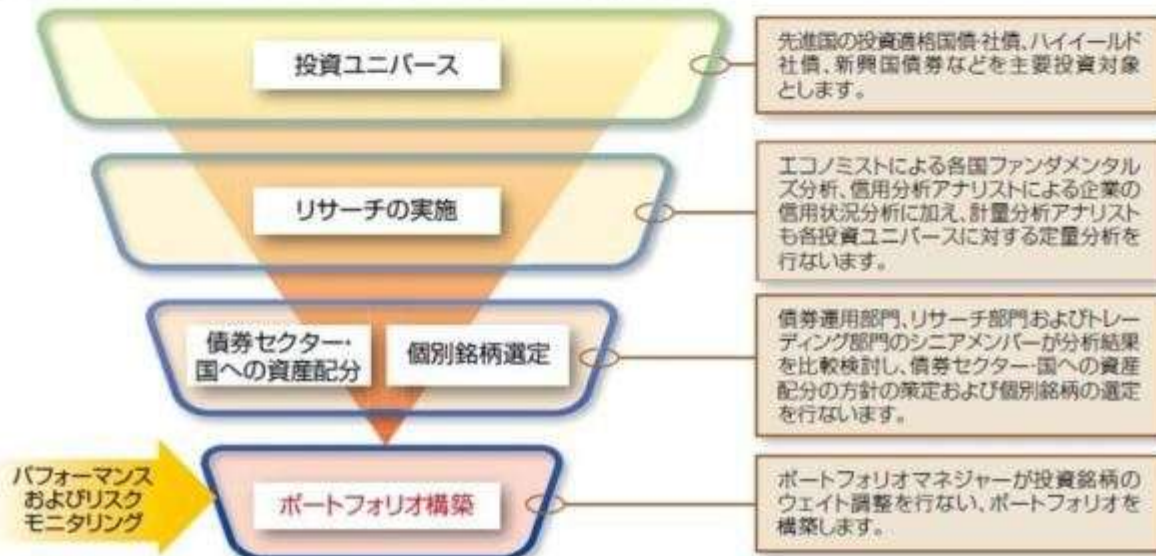 投資ユニバース
先進国の投資適格国債・社債、ハイイールド
社債、新興国債券などを主要投資対象
とします。
リサーチの実施
エコノミストによる各国ファンダメンタル
ズ分析、信用分析アナリストによる企業の
信用状況分析に加え、計量分析アナリスト
も各投資ユニバースに対する定量分析を
行ないます。
債券セクター・
国への資産配分
個別銘柄選定
債券運用部門、リサーチ部門およびトレー
ディング部門のシニアメンバーが分析結果
を比較検討し、債券セクター・国への資産
配分の方針の策定および個別銘柄の選定
を行ないます。
パフォーマンス
およびリスク
モニタリング
ポートフォリオ構築
ポートフォリオマネジャーが投資銘柄の
ウェイト調整を行ない、ポートフォリオを
構築します。